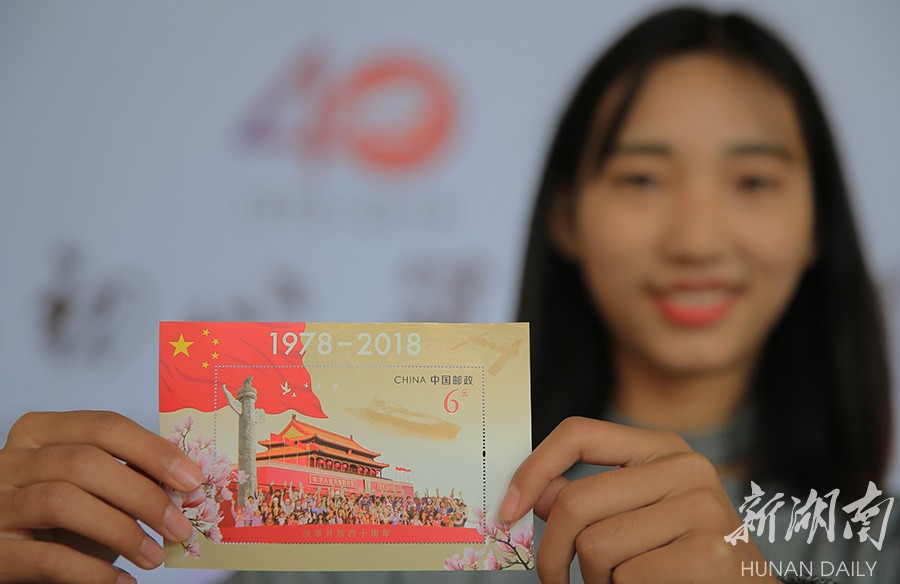 40
1978-2018
CHINA 中国邮政
6元
改革开放四十周年
新湖南
HUNAN DAILY